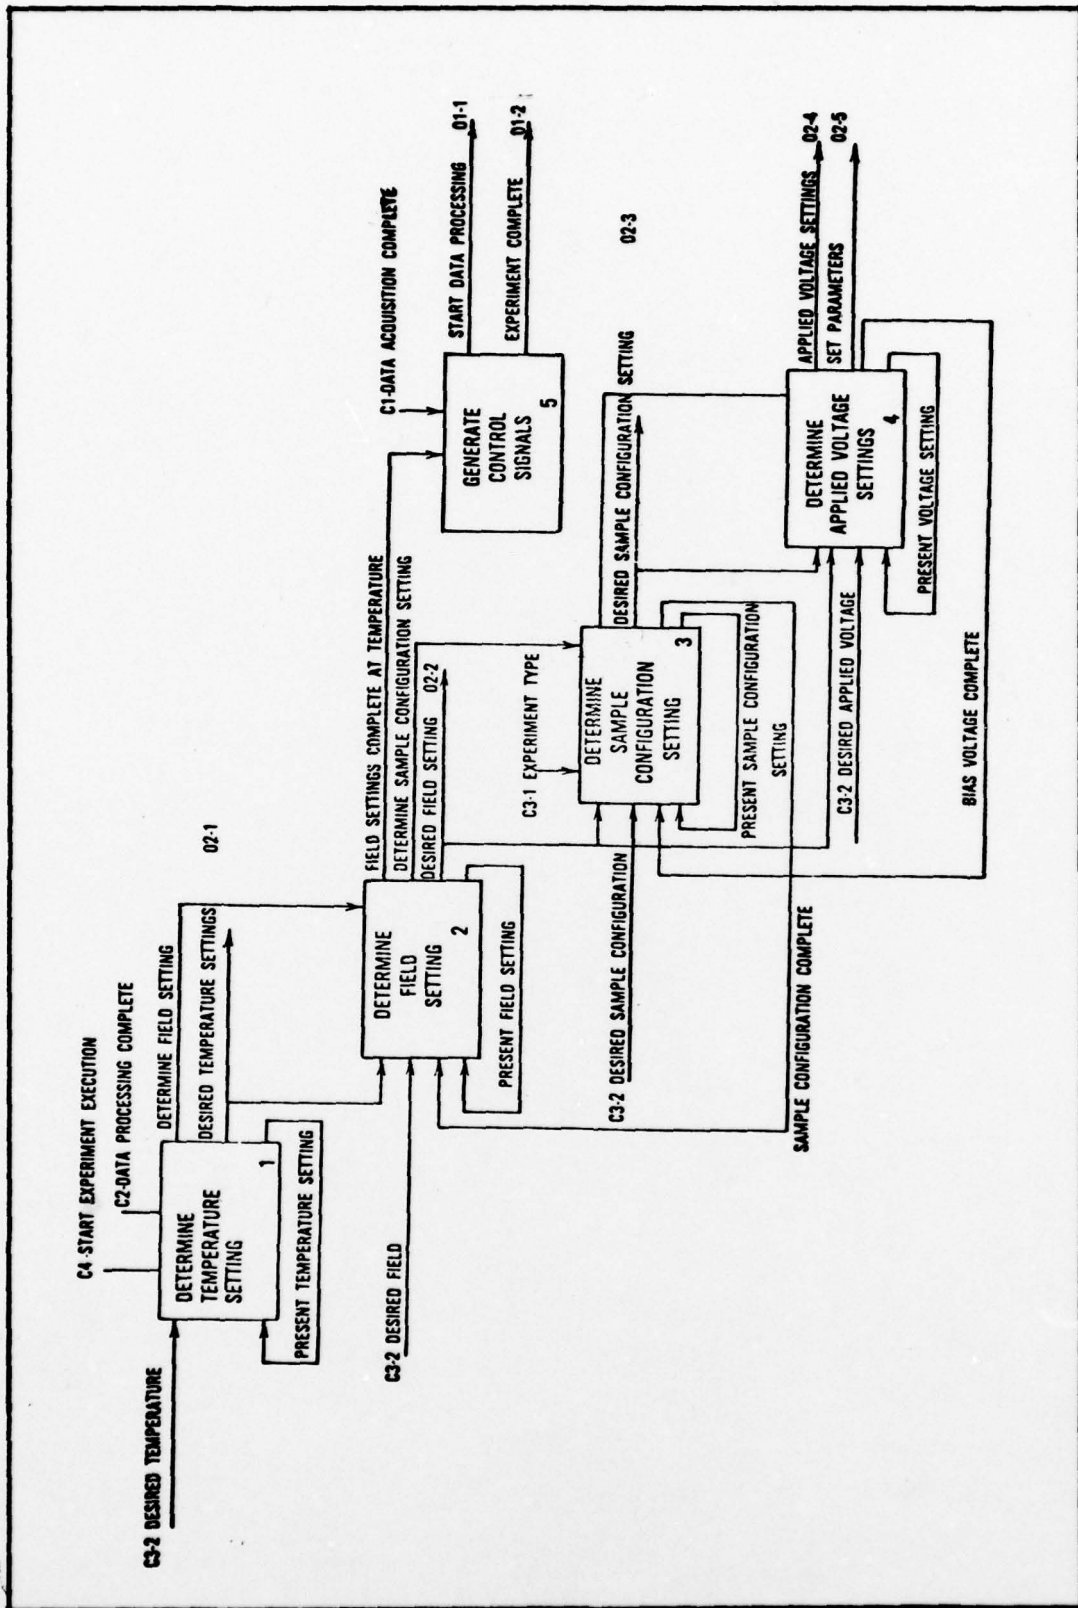 C4-START EXPERIMENT EXECUTION
C2-DATA PROCESSING COMPLETE
C3-2 DESIRED TEMPERATURE
DETERMINE
TEMPERATURE
SETTING
1
DETERMINE FIELD SETTING
DESIRED TEMPERATURE SETTINGS
02-1
PRESENT TEMPERATURE SETTING
C3-2 DESIRED FIELD
DETERMINE
FIELD
SETTING
2
FIELD SETTINGS COMPLETE AT TEMPERATURE
DETERMINE SAMPLE CONFIGURATION SETTING
DESIRED FIELD SETTING
02-2
PRESENT FIELD SETTING
C1-DATA ACQUISITION COMPLETE
GENERATE
CONTROL
SIGNALS
5
START DATA PROCESSING
01-1
EXPERIMENT COMPLETE
01-2
C3-1 EXPERIMENT TYPE
C3-2 DESIRED SAMPLE CONFIGURATION
DETERMINE
SAMPLE
CONFIGURATION
SETTING
3
DESIRED SAMPLE CONFIGURATION SETTING
02-3
PRESENT SAMPLE CONFIGURATION
SETTING
SAMPLE CONFIGURATION COMPLETE
C3-2 DESIRED APPLIED VOLTAGE
DETERMINE
APPLIED VOLTAGE
SETTINGS
4
APPLIED VOLTAGE SETTINGS
02-4
SET PARAMETERS
02-5
PRESENT VOLTAGE SETTING
BIAS VOLTAGE COMPLETE